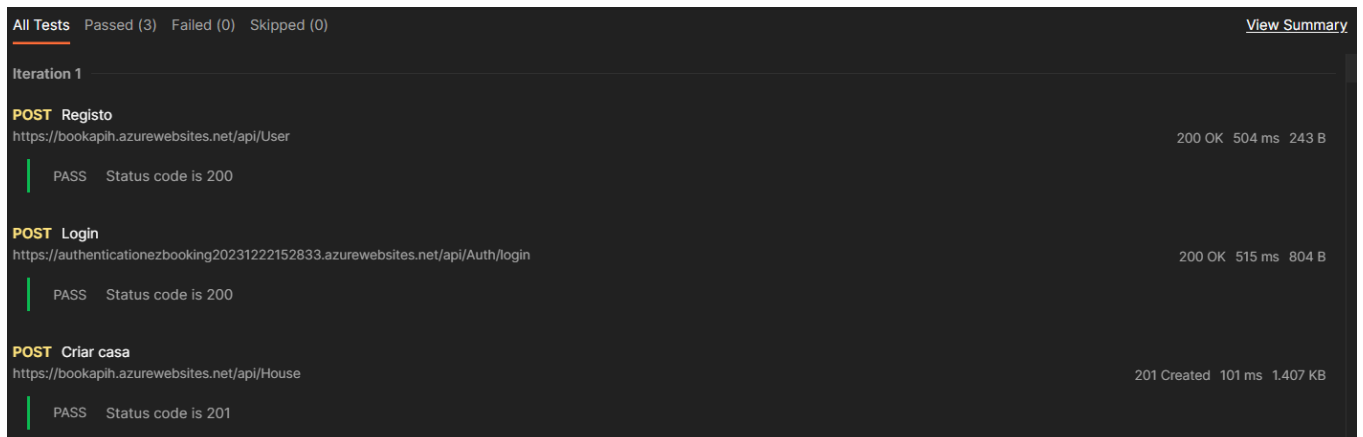 All Tests Passed (3) Failed (0) Skipped (0) View Summary
Iteration 1
POST Registo
https://bookapih.azurewebsites.net/api/User 200 OK 504 ms 243 B
PASS Status code is 200
POST Login
https://authenticationezbooking20231222152833.azurewebsites.net/api/Auth/login 200 OK 515 ms 804 B
PASS Status code is 200
POST Criar casa
https://bookapih.azurewebsites.net/api/House 201 Created 101 ms 1.407 KB
PASS Status code is 201